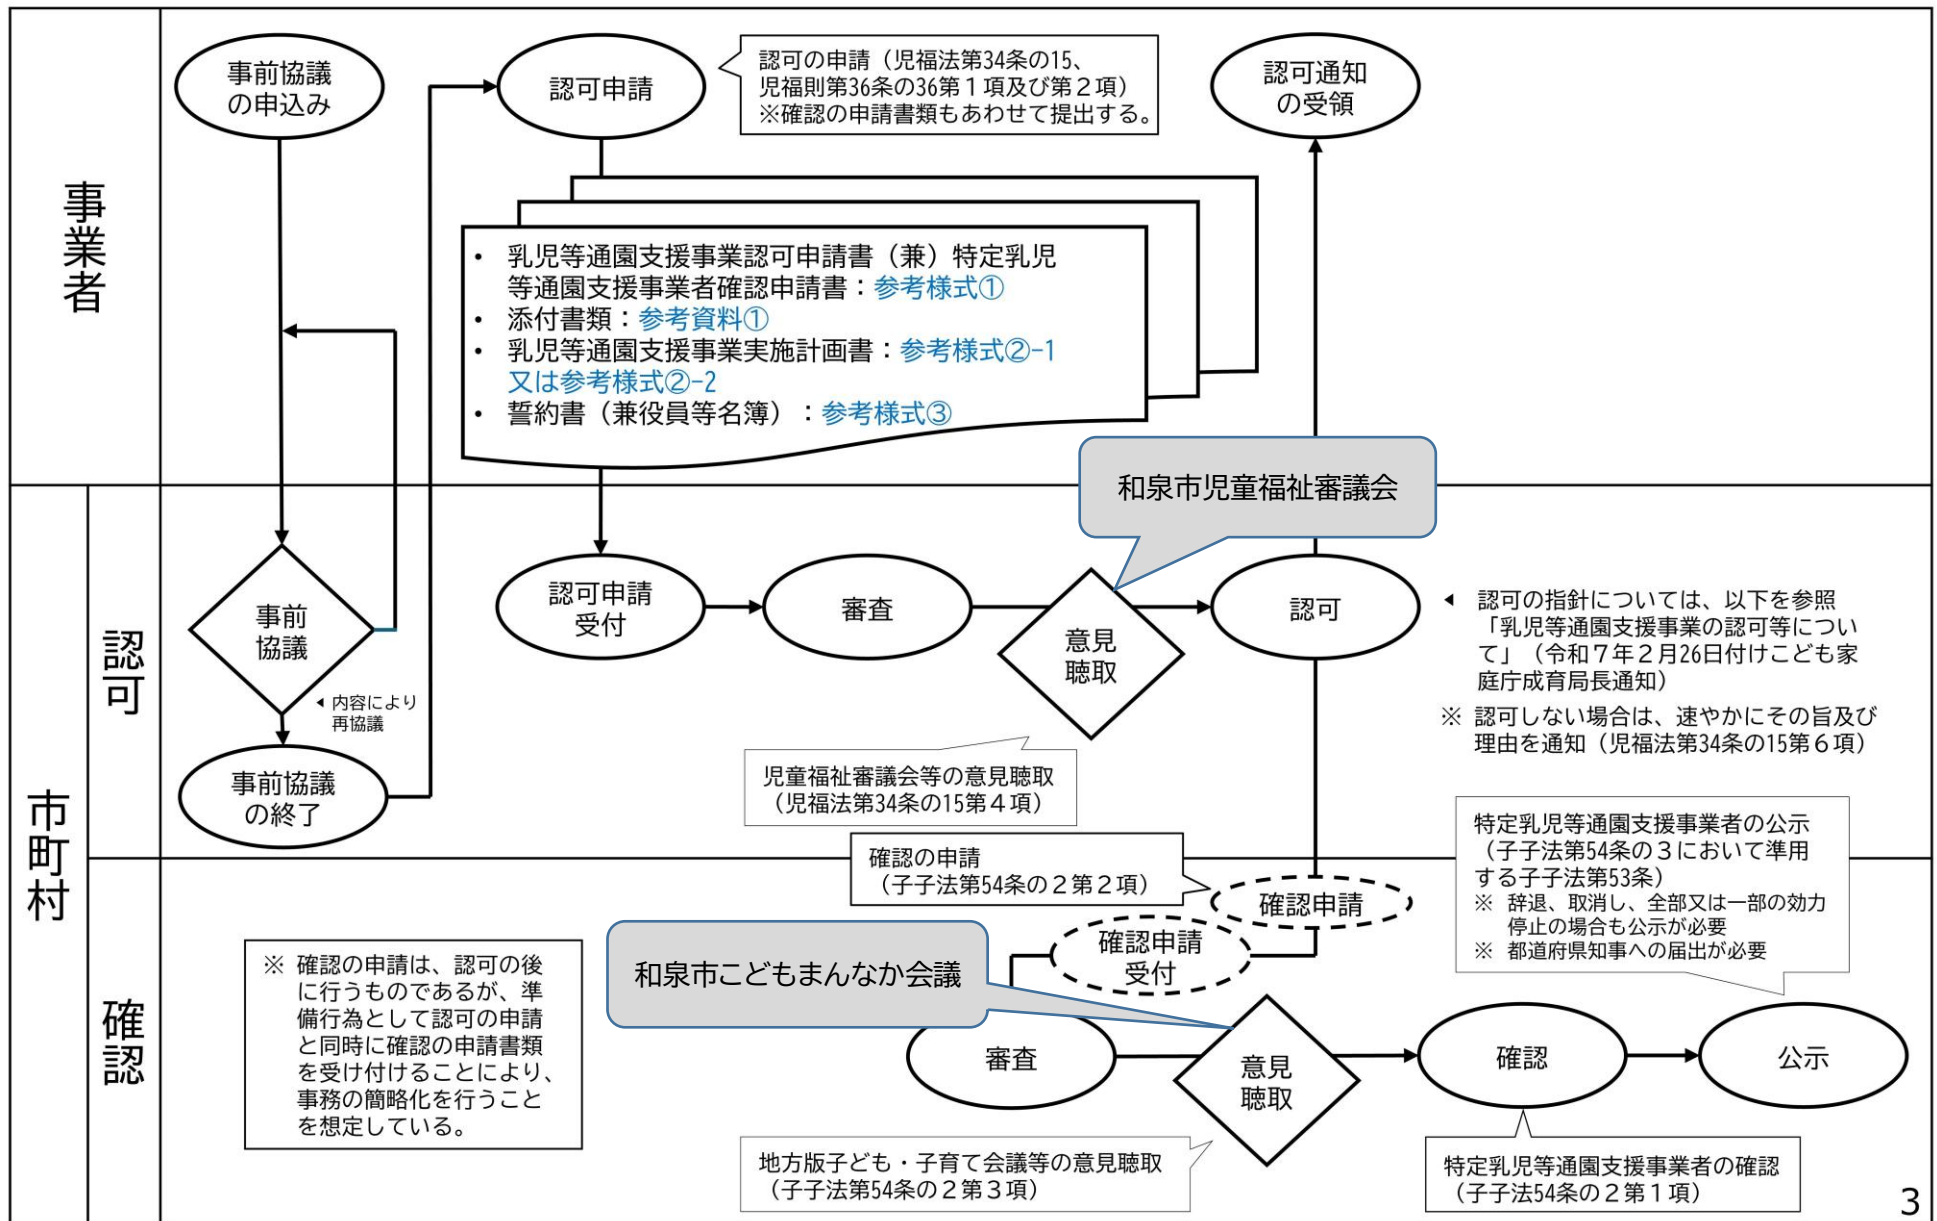 事業者
事前協議
の申込み
認可申請
認可の申請（児福法第34条の15、
児福則第36条の36第１項及び第２項）
※確認の申請書類もあわせて提出する。
認可通知
の受領
• 乳児等通園支援事業認可申請書（兼）特定乳児
等通園支援事業者確認申請書：参考様式①
• 添付書類：参考資料①
• 乳児等通園支援事業実施計画書：参考様式②-1
又は参考様式②-2
• 誓約書（兼役員等名簿）：参考様式③
和泉市児童福祉審議会
市町村
認可
事前
協議
◀ 内容により
再協議
事前協議
の終了
認可申請
受付
審査
意見
聴取
認可
◀ 認可の指針については、以下を参照
「乳児等通園支援事業の認可等につい
て」（令和７年２月26日付けこども家
庭庁成育局長通知）
※ 認可しない場合は、速やかにその旨及び
理由を通知（児福法第34条の15第６項）
児童福祉審議会等の意見聴取
（児福法第34条の15第４項）
確認
確認の申請
（子子法第54条の２第２項）
確認申請
確認申請
受付
特定乳児等通園支援事業者の公示
（子子法第54条の３において準用
する子子法第53条）
※ 辞退、取消し、全部又は一部の効力
停止の場合も公示が必要
※ 都道府県知事への届出が必要
和泉市こどもまんなか会議
※ 確認の申請は、認可の後
に行うものであるが、準
備行為として認可の申請
と同時に確認の申請書類
を受け付けることにより、
事務の簡略化を行うこと
を想定している。
審査
意見
聴取
確認
公示
地方版子ども・子育て会議等の意見聴取
（子子法第54条の２第３項）
特定乳児等通園支援事業者の確認
（子子法54条の２第１項）
3